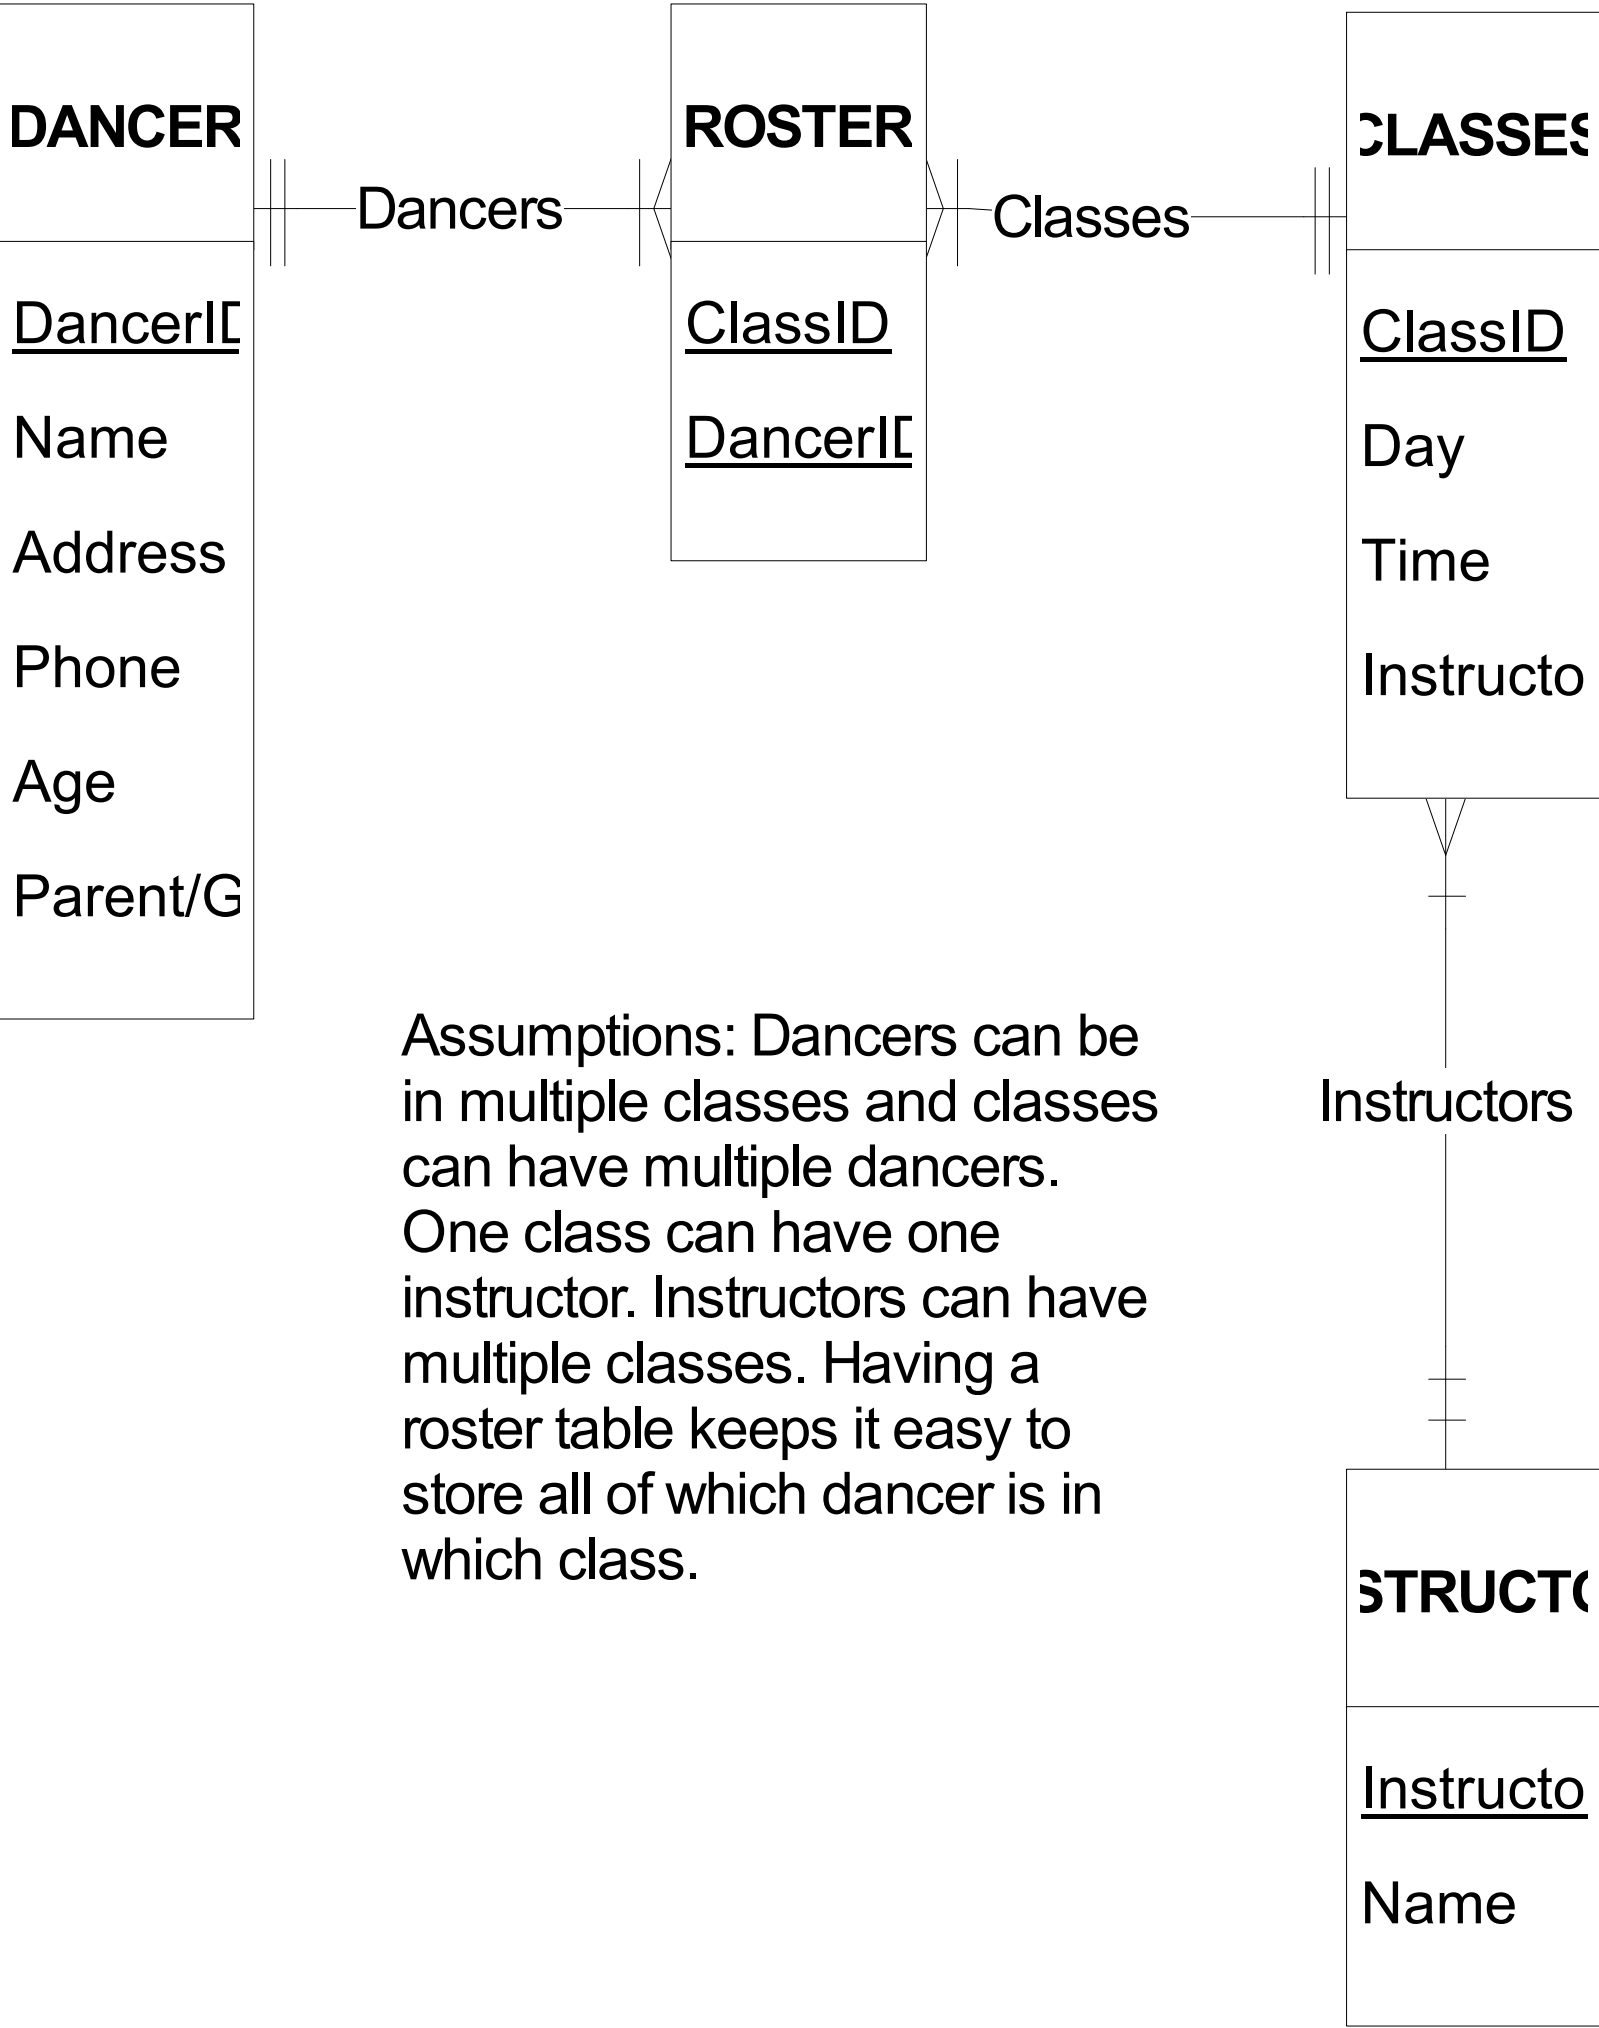 DANCER
DancerID
Name
Address
Phone
Age
Parent/G
Dancers
ROSTER
ClassID
DancerID
Classes
CLASSES
ClassID
Day
Time
Instructo
Instructors
STRUCTO
Instructo
Name
Assumptions: Dancers can be
in multiple classes and classes
can have multiple dancers.
One class can have one
instructor. Instructors can have
multiple classes. Having a
roster table keeps it easy to
store all of which dancer is in
which class.